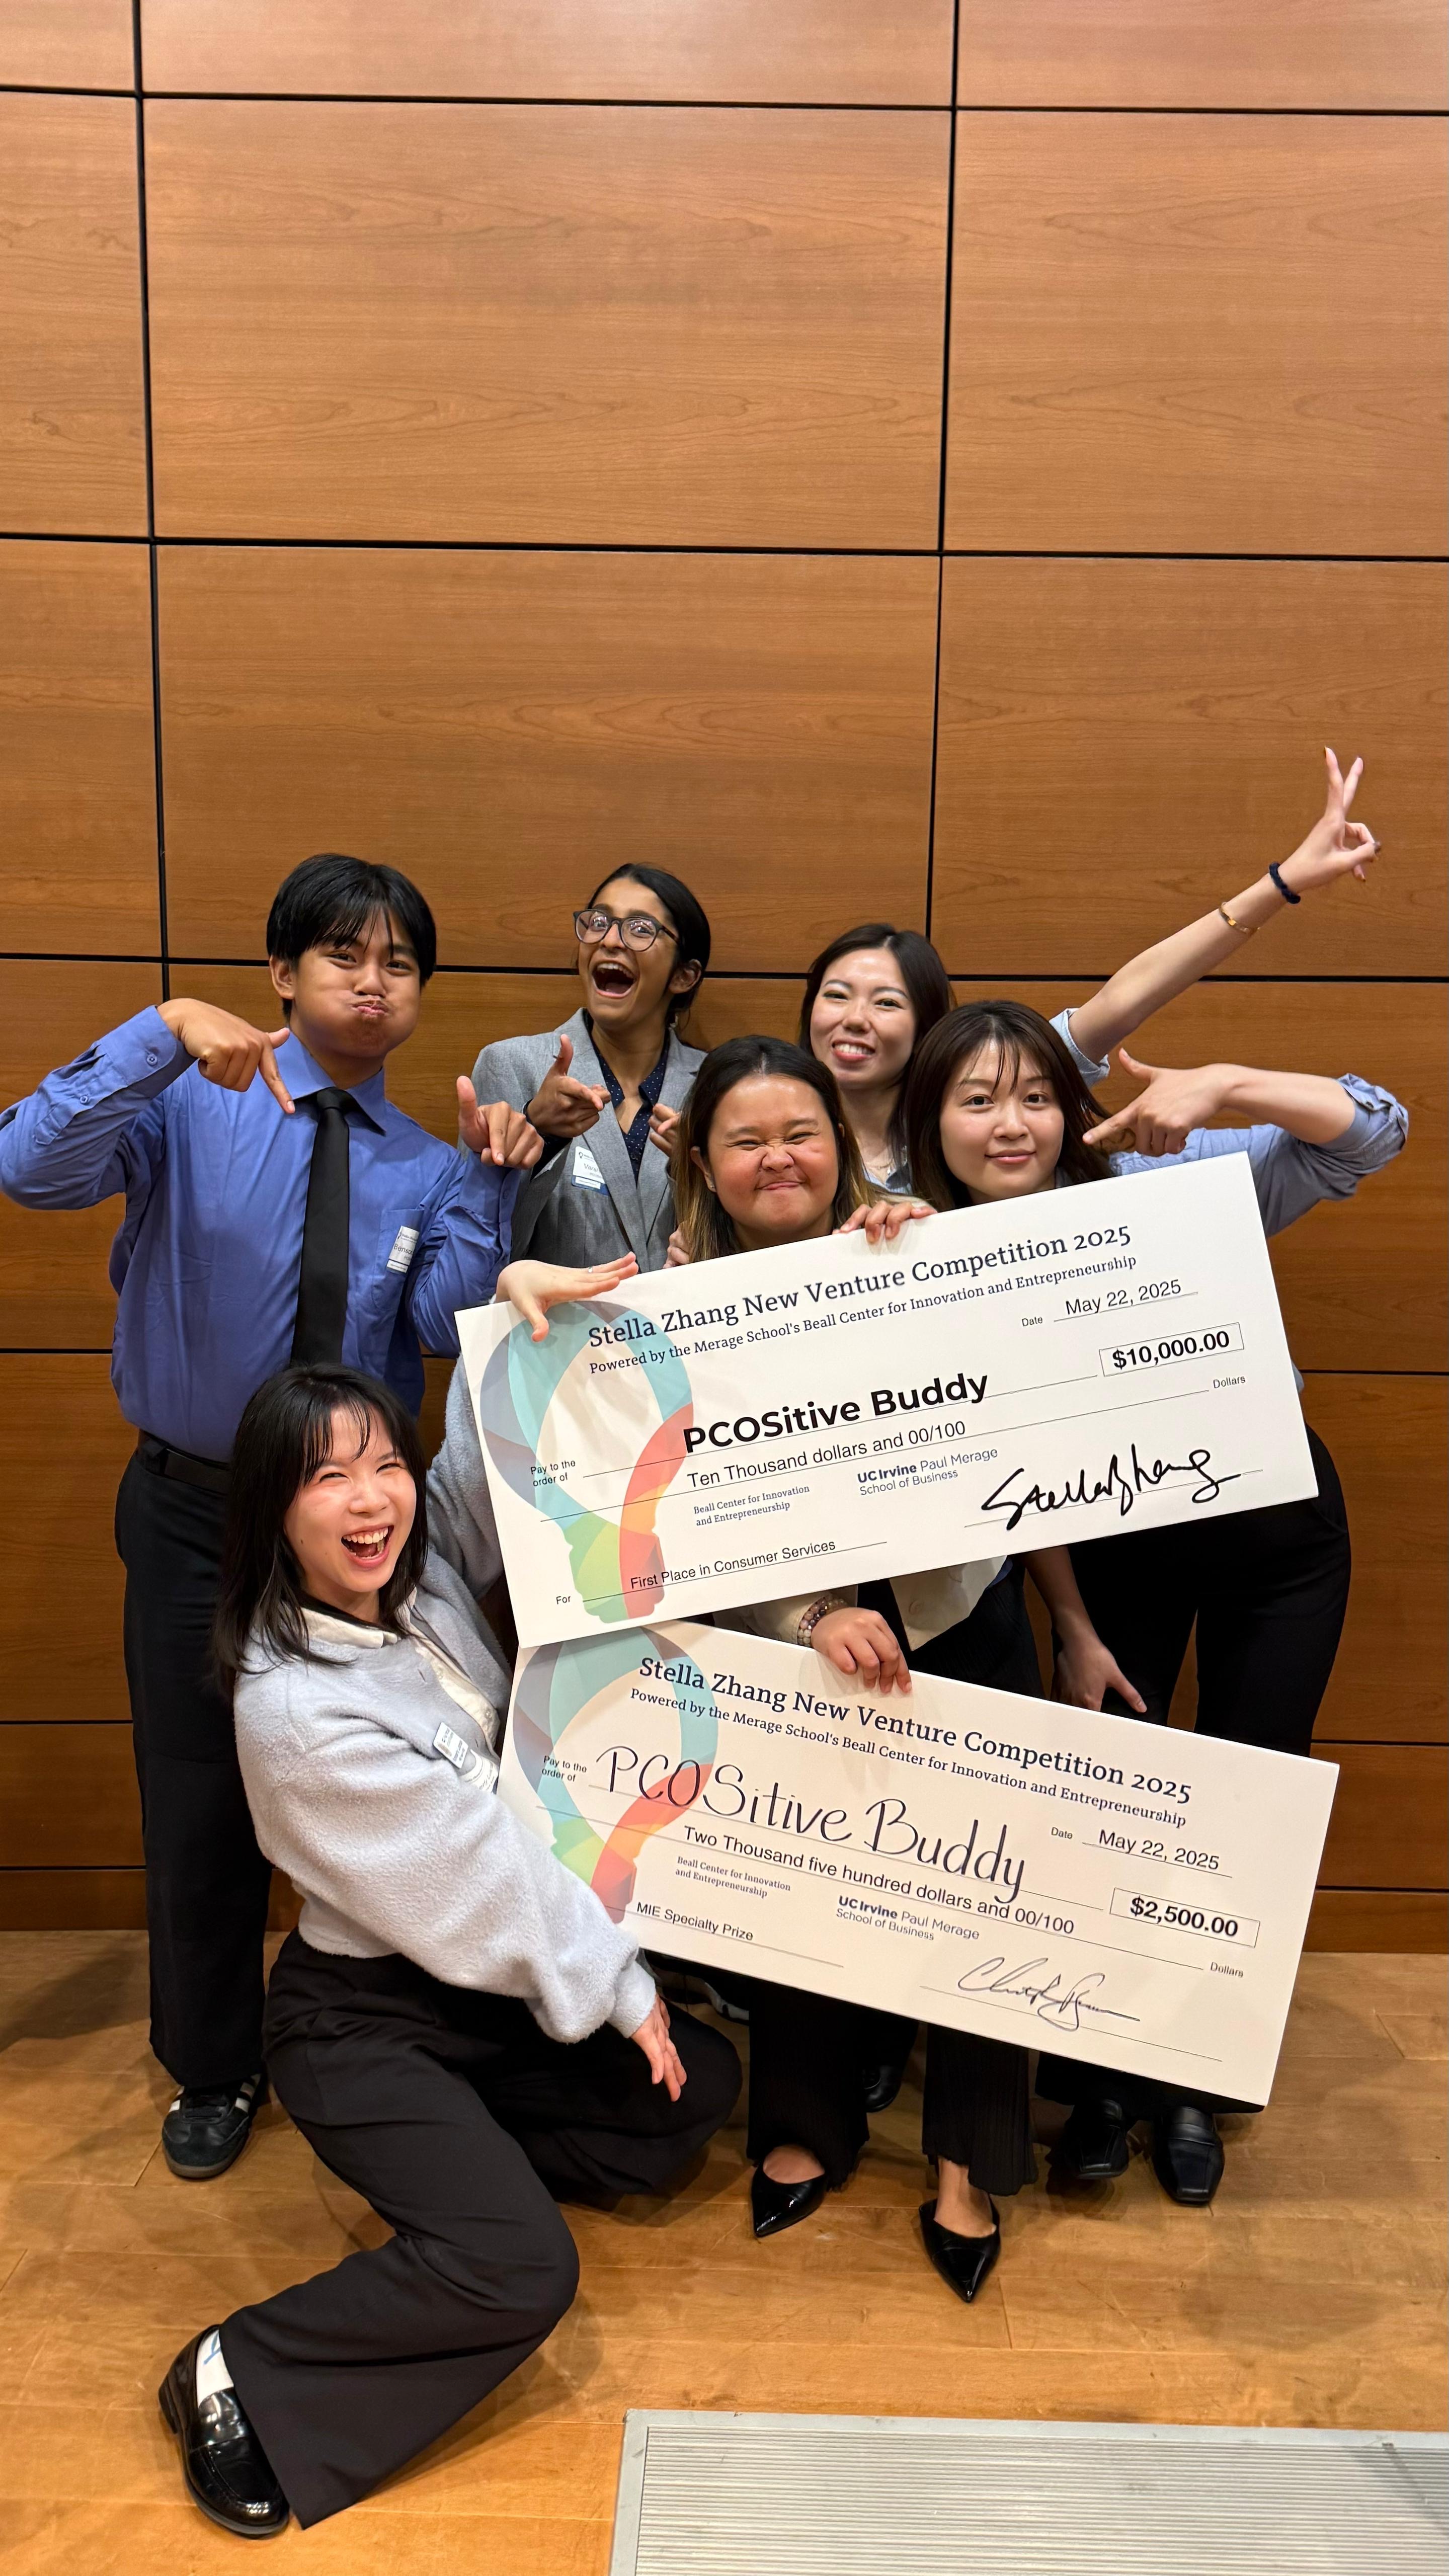 Stella Zhang New Venture Competition 2025
Powered by the Merage School's Beall Center for Innovation and Entrepreneurship
Date May 22, 2025
PCOSitive Buddy $10,000.00
Pay to the
order of
Ten Thousand dollars and 00/100 Dollars
Beall Center for Innovation
and Entrepreneurship
UC Irvine Paul Merage
School of Business
StellaZhang
For First Place in Consumer Services
Stella Zhang New Venture Competition 2025
Powered by the Merage School's Beall Center for Innovation and Entrepreneurship
Date May 22, 2025
Pay to the
order of
PCOSitive Buddy $2,500.00
Two Thousand five hundred dollars and 00/100 Dollars
Beall Center for Innovation
and Entrepreneurship
UC Irvine Paul Merage
School of Business
MIE Specialty Prize